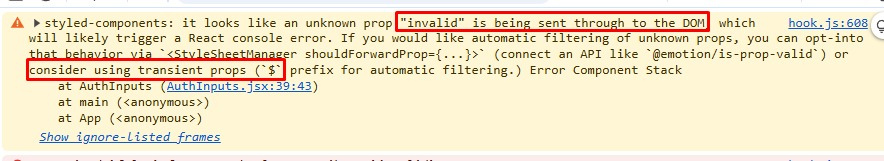 styled-components: it looks like an unknown prop "invalid" is being sent through to the DOM, which hook.js:608
will likely trigger a React console error. If you would like automatic filtering of unknown props, you can opt-into
that behavior via `<StyleSheetManager shouldForwardProp={...}>` (connect an API like `@emotion/is-prop-valid`) or
consider using transient props (`$` prefix for automatic filtering.) Error Component Stack
at AuthInputs (AuthInputs.jsx:39:43)
at main (<anonymous>)
at App (<anonymous>)
Show ignore-listed frames